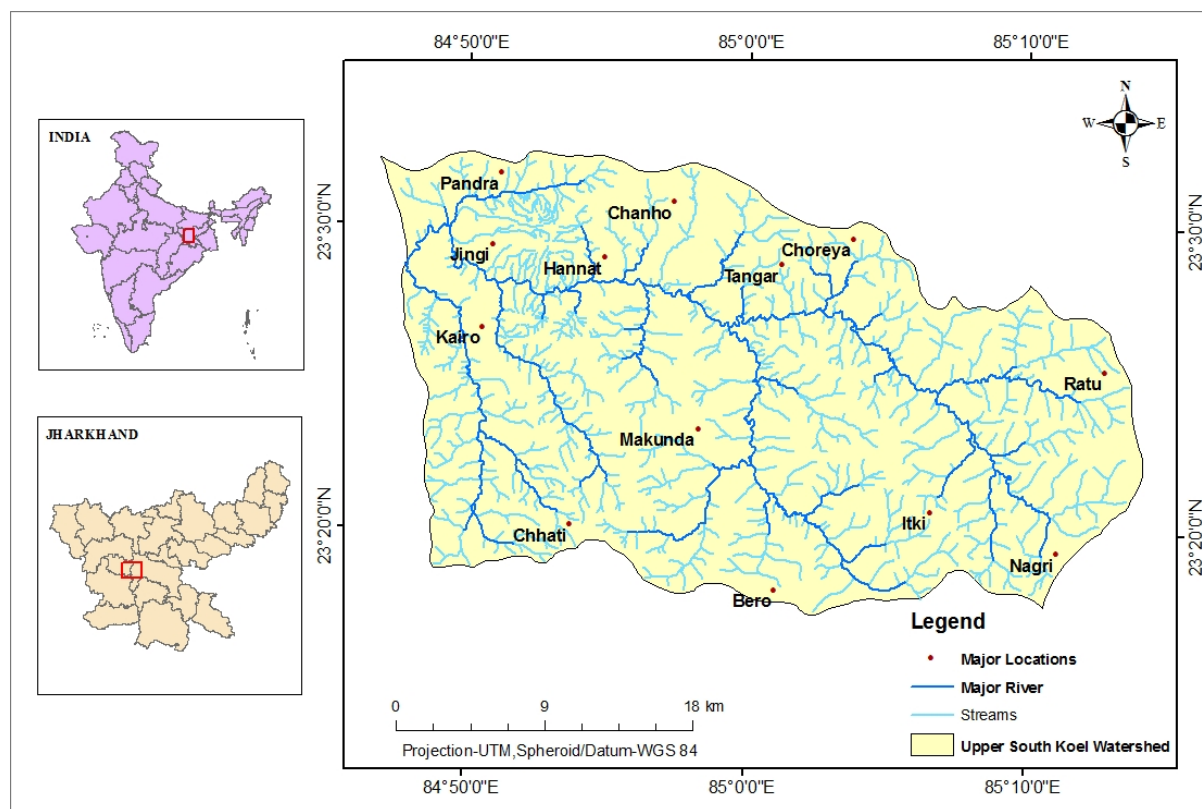 INDIA
JHARKHAND
84°50'0"E 85°0'0"E 85°10'0"E
N
W E
S
23°30'0"N 23°30'0"N
Pandra
Chanho
Choreya
Jingi
Hannat
Tangar
Kairo
Ratu
Makunda
23°20'0"N 23°20'0"N
Chhati
Itki
Nagri
Bero
Legend
Major Locations
Major River
Streams
Upper South Koel Watershed
0 9 18 km
Projection-UTM,Spheroid/Datum-WGS 84
84°50'0"E 85°0'0"E 85°10'0"E